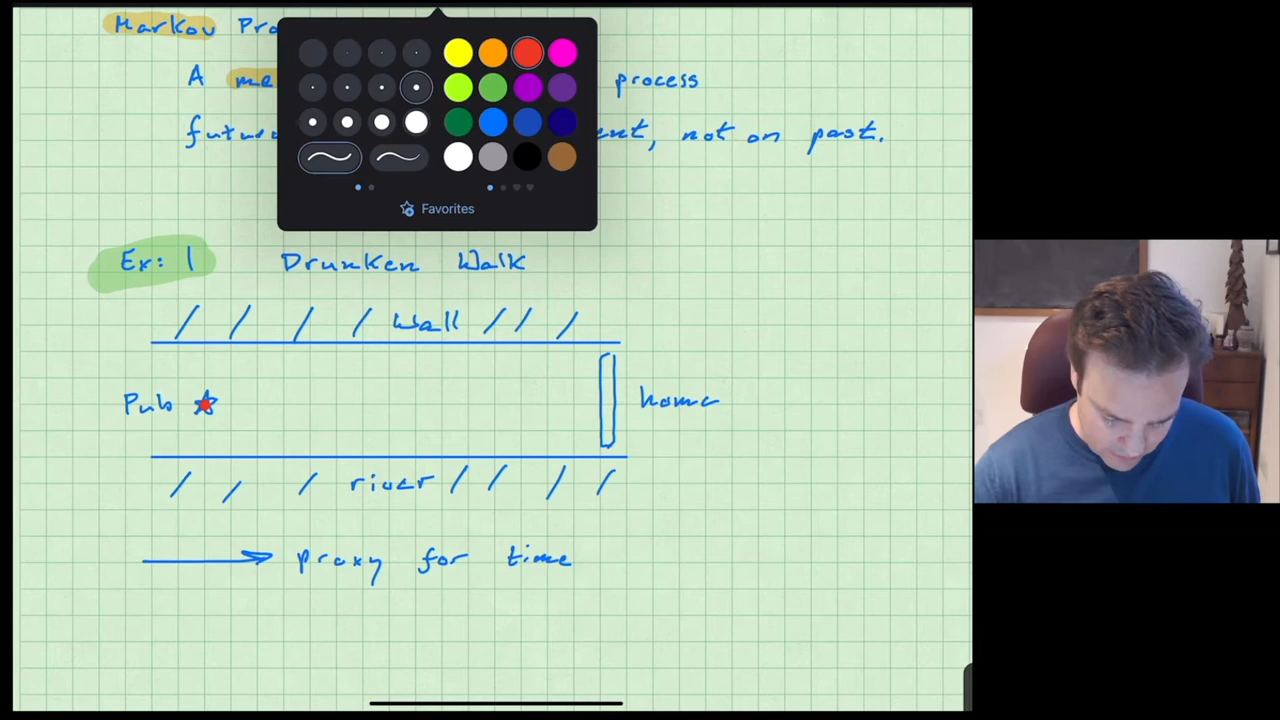 Markov Pro
A me process
futur ent, not on past.
Favorites
Ex: 1 Drunken Walk
wall
Pub home
river
proxy for time